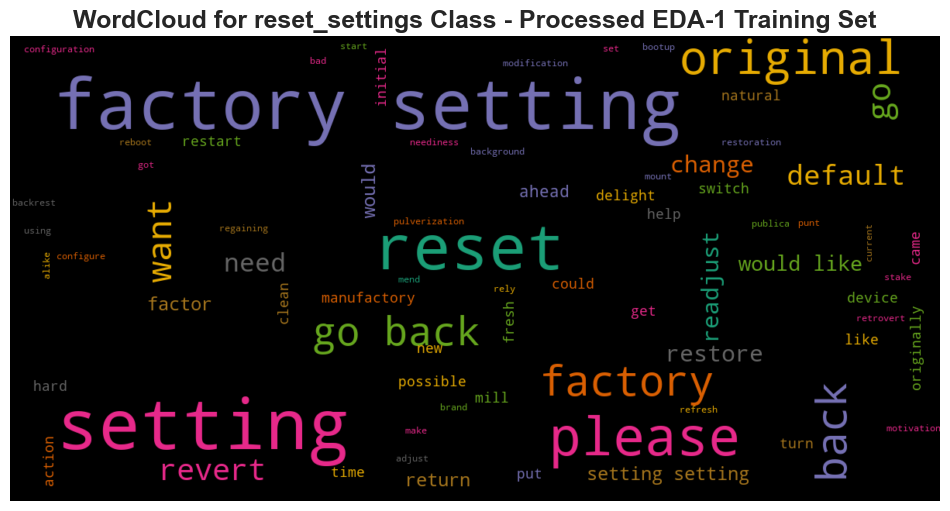 WordCloud for reset_settings Class - Processed EDA-1 Training Set
configuration
start
bad
initial
modification
set
bootup
original
natural
go
factory setting
reboot
restart
neediness
background
restoration
got
would
ahead
delight
mount
change
switch
default
backrest
using
alike
configure
want
regaining
need
pulverization
reset
help
publica
punt
current
came
would like
stake
readjust
mend
rely
could
factor
clean
manufactory
fresh
get
device
retrovert
originally
like
go back
new
restore
hard
possible
brand
mill
factory
refresh
back
motivation
setting
make
please
turn
action
revert
time
adjust
return
put
setting setting